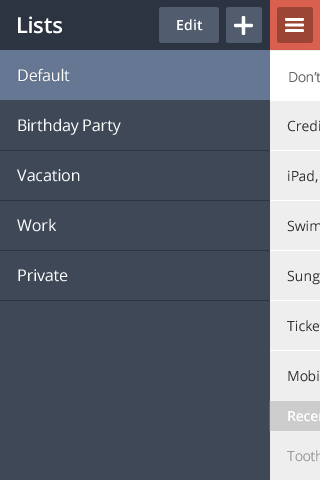 Lists
Edit
Default
Birthday Party
Vacation
Work
Private
Don't
Credi
iPad,
Swim
Sung
Ticke
Mobi
Rece
Tooth